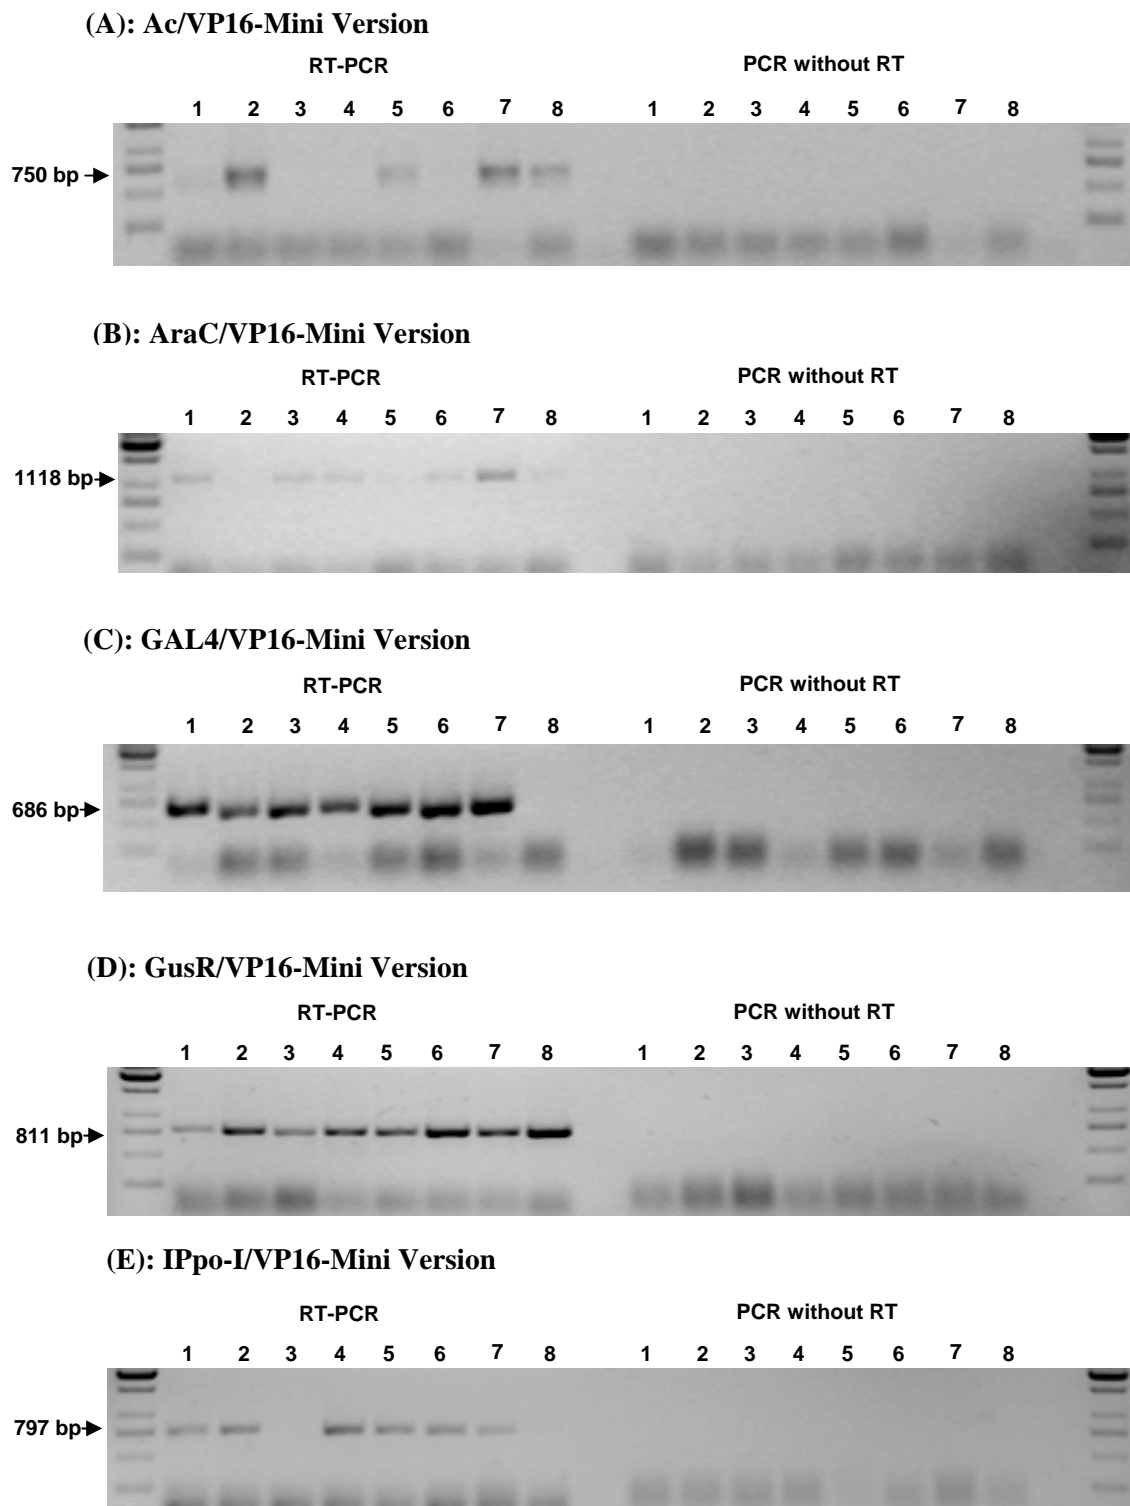 (A): Ac/VP16-Mini Version
RT-PCR PCR without RT
1 2 3 4 5 6 7 8 1 2 3 4 5 6 7 8
750 bp
(B): AraC/VP16-Mini Version
RT-PCR PCR without RT
1 2 3 4 5 6 7 8 1 2 3 4 5 6 7 8
1118 bp
(C): GAL4/VP16-Mini Version
RT-PCR PCR without RT
1 2 3 4 5 6 7 8 1 2 3 4 5 6 7 8
686 bp
(D): GusR/VP16-Mini Version
RT-PCR PCR without RT
1 2 3 4 5 6 7 8 1 2 3 4 5 6 7 8
811 bp
(E): IPpo-I/VP16-Mini Version
RT-PCR PCR without RT
1 2 3 4 5 6 7 8 1 2 3 4 5 6 7 8
797 bp